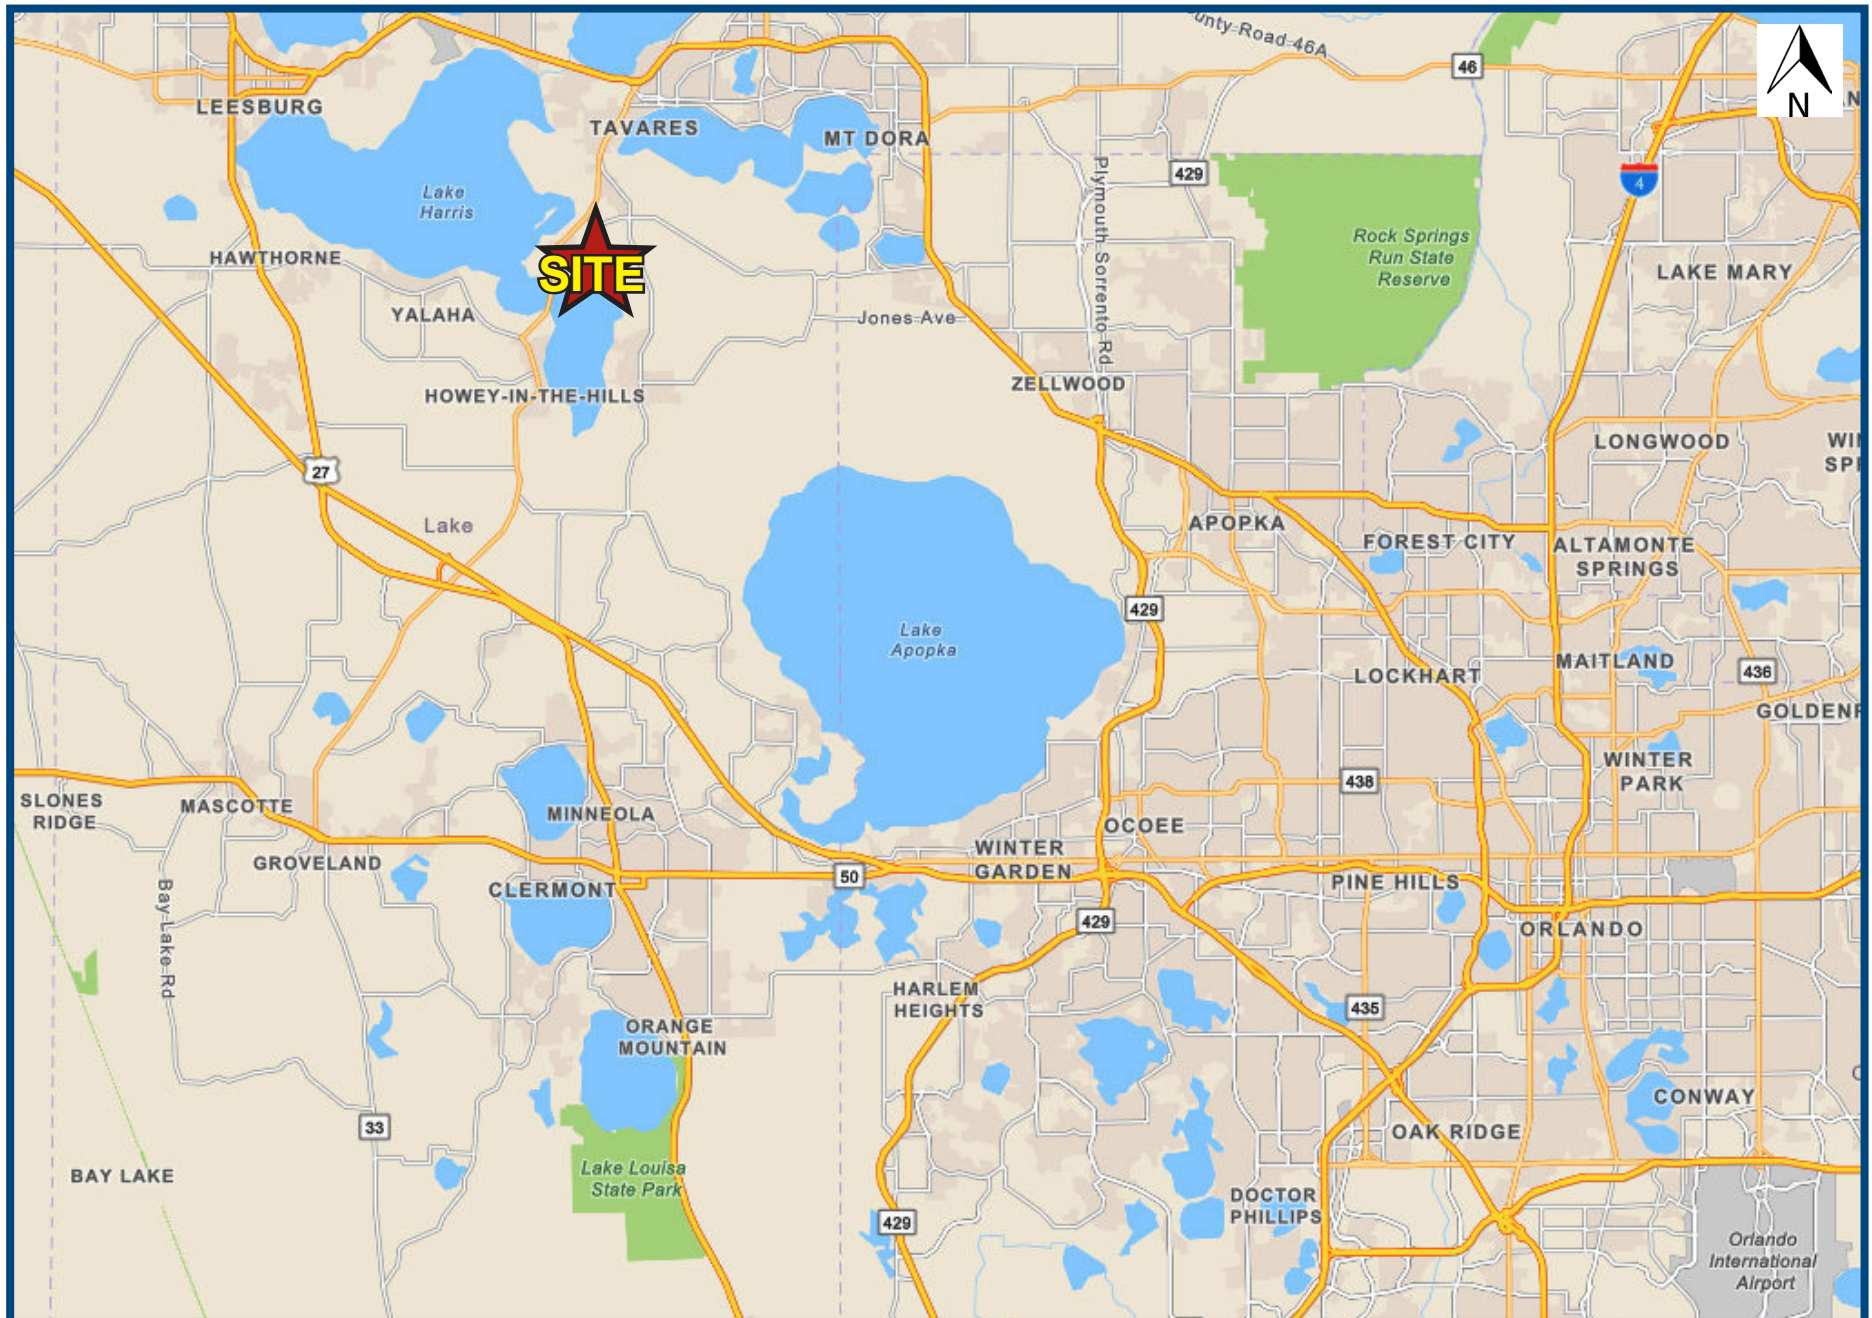 unty Road 46A
46
N
LEESBURG
TAVARES
MT DORA
429
4
Lake
Harris
Plymouth Sorrento Rd
Rock Springs
Run State
Reserve
HAWTHORNE
SITE
LAKE MARY
YALAHA
Jones Ave
ZELLWOOD
HOWEY-IN-THE-HILLS
LONGWOOD
WI
SP
27
Lake
APOPKA
FOREST CITY
ALTAMONTE
SPRINGS
429
Lake
Apopka
MAITLAND
LOCKHART
436
GOLDEN
WINTER
PARK
438
SLONES
RIDGE
MASCOTTE
MINNEOLA
OCOEE
WINTER
GARDEN
GROVELAND
CLERMONT
50
PINE HILLS
Bay Lake Rd
429
ORLANDO
HARLEM
HEIGHTS
435
ORANGE
MOUNTAIN
CONWAY
33
OAK RIDGE
BAY LAKE
Lake Louisa
State Park
DOCTOR
PHILLIPS
429
Orlando
International
Airport